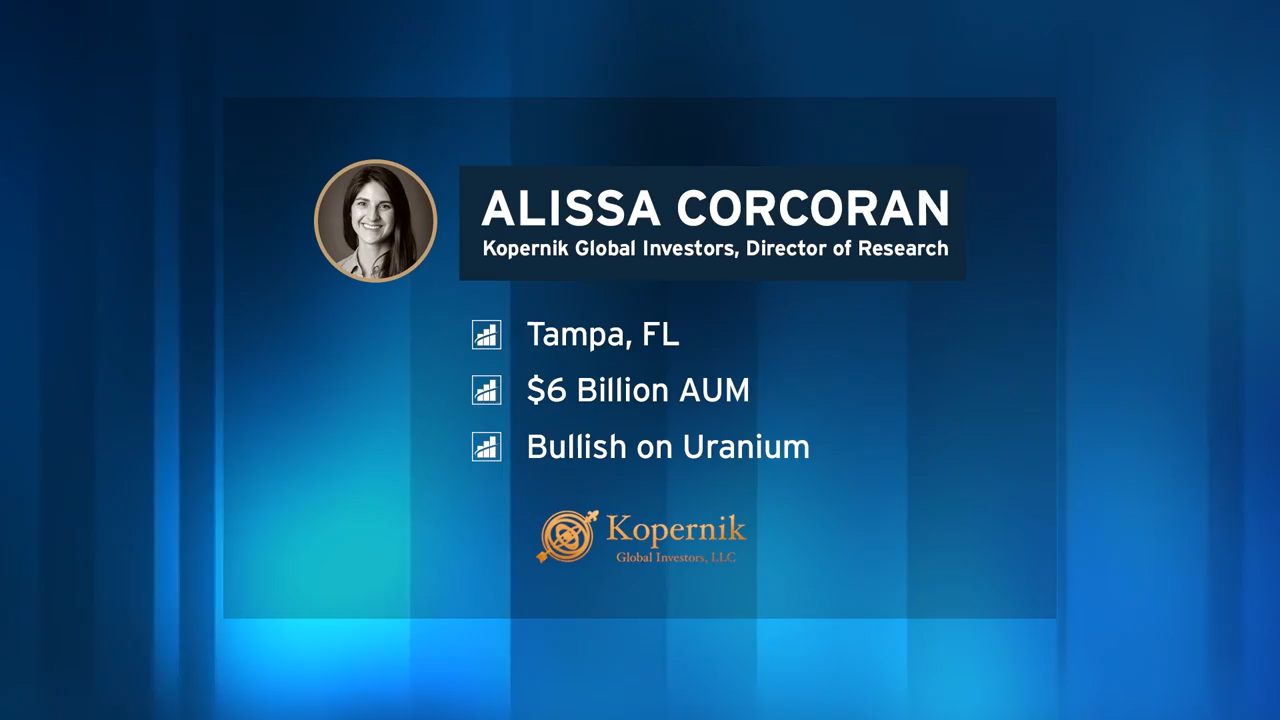 ALISSA CORCORAN
Kopernik Global Investors, Director of Research
Tampa, FL
$6 Billion AUM
Bullish on Uranium
Kopernik
Global Investors, LLC